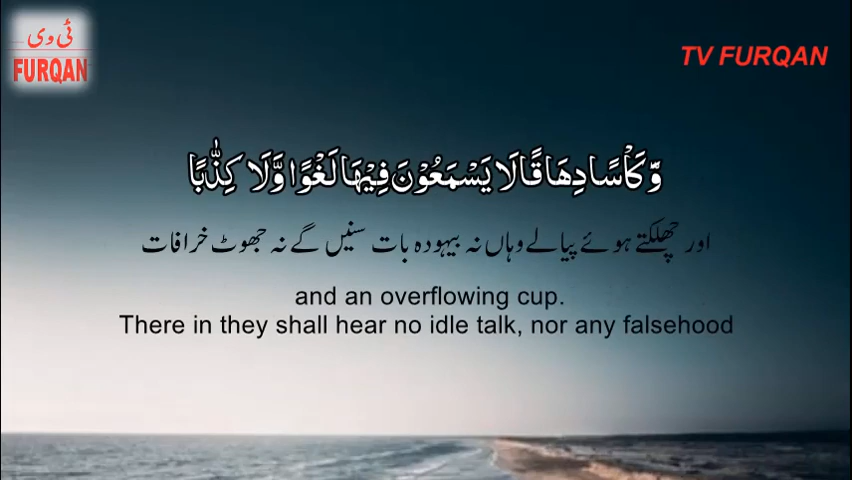 ٹی وی
FURQAN
TV FURQAN
وَّكَاْسًا دِهَاقًا لَا يَسْمَعُوْنَ فِيْهَا لَغْوًا وَّلَا كِذّٰبًا
اور چھلکتے ہوئے پیالے وہاں نہ بیہودہ بات سنیں گے نہ جھوٹ خرافات
and an overflowing cup.
There in they shall hear no idle talk, nor any falsehood